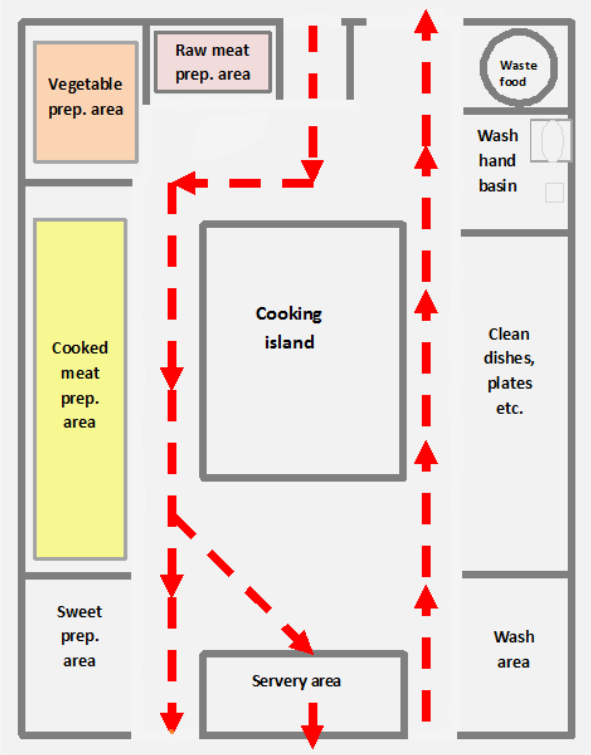 Raw meat
prep. area
Vegetable
prep. area
Waste
food
Wash
hand
basin
Cooking
island
Clean
dishes,
plates
etc.
Cooked
meat
prep.
area
Sweet
prep.
area
Wash
area
Servery area